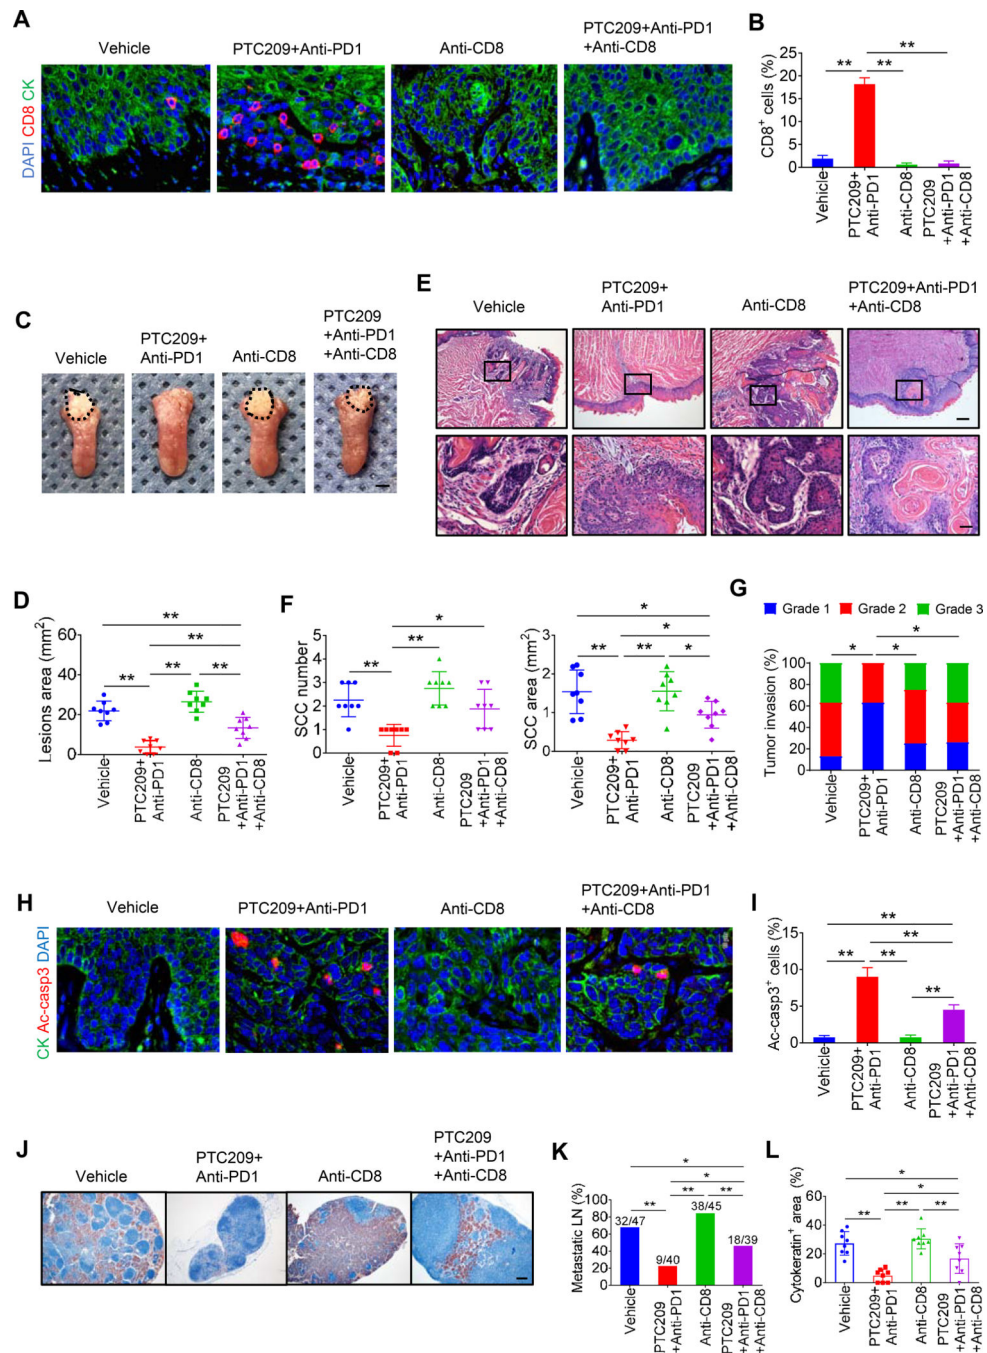 A
Vehicle
PTC209+Anti-PD1
Anti-CD8
PTC209+Anti-PD1
+Anti-CD8
DAPI CD8 CK
B
CD8+ cells (%)
25
20
15
10
5
0
**
**
**
Vehicle
PTC209+
Anti-PD1
Anti-CD8
PTC209
+Anti-PD1
+Anti-CD8
C
Vehicle
PTC209+
Anti-PD1
Anti-CD8
PTC209
+Anti-PD1
+Anti-CD8
E
Vehicle
PTC209+
Anti-PD1
Anti-CD8
PTC209+Anti-PD1
+Anti-CD8
D
Lesions area (mm2)
60
40
20
0
**
**
**
**
**
Vehicle
PTC209+
Anti-PD1
Anti-CD8
PTC209
+Anti-PD1
+Anti-CD8
F
SCC number
5
4
3
2
1
0
*
**
**
Vehicle
PTC209+
Anti-PD1
Anti-CD8
PTC209
+Anti-PD1
+Anti-CD8
SCC area (mm2)
3
2
1
0
*
*
**
**
*
Vehicle
PTC209+
Anti-PD1
Anti-CD8
PTC209
+Anti-PD1
+Anti-CD8
G
Grade 1
Grade 2
Grade 3
Tumor invasion (%)
100
80
60
40
20
0
*
*
*
Vehicle
PTC209+
Anti-PD1
Anti-CD8
PTC209
+Anti-PD1
+Anti-CD8
H
Vehicle
PTC209+Anti-PD1
Anti-CD8
PTC209+Anti-PD1
+Anti-CD8
CK Ac-casp3 DAPI
I
Ac-casp3+ cells (%)
15
10
5
0
**
**
**
**
**
Vehicle
PTC209+
Anti-PD1
Anti-CD8
PTC209
+Anti-PD1
+Anti-CD8
J
Vehicle
PTC209+
Anti-PD1
Anti-CD8
PTC209
+Anti-PD1
+Anti-CD8
K
Metastatic LN (%)
100
80
60
40
20
0
*
*
**
**
**
32/47
9/40
38/45
18/39
Vehicle
PTC209
+Anti-PD1
Anti-CD8
PTC209
+Anti-PD1
+Anti-CD8
L
Cytokeratin+ area (%)
60
40
20
0
*
*
**
**
**
Vehicle
PTC209+
Anti-PD1
Anti-CD8
PTC209
+Anti-PD1
+Anti-CD8